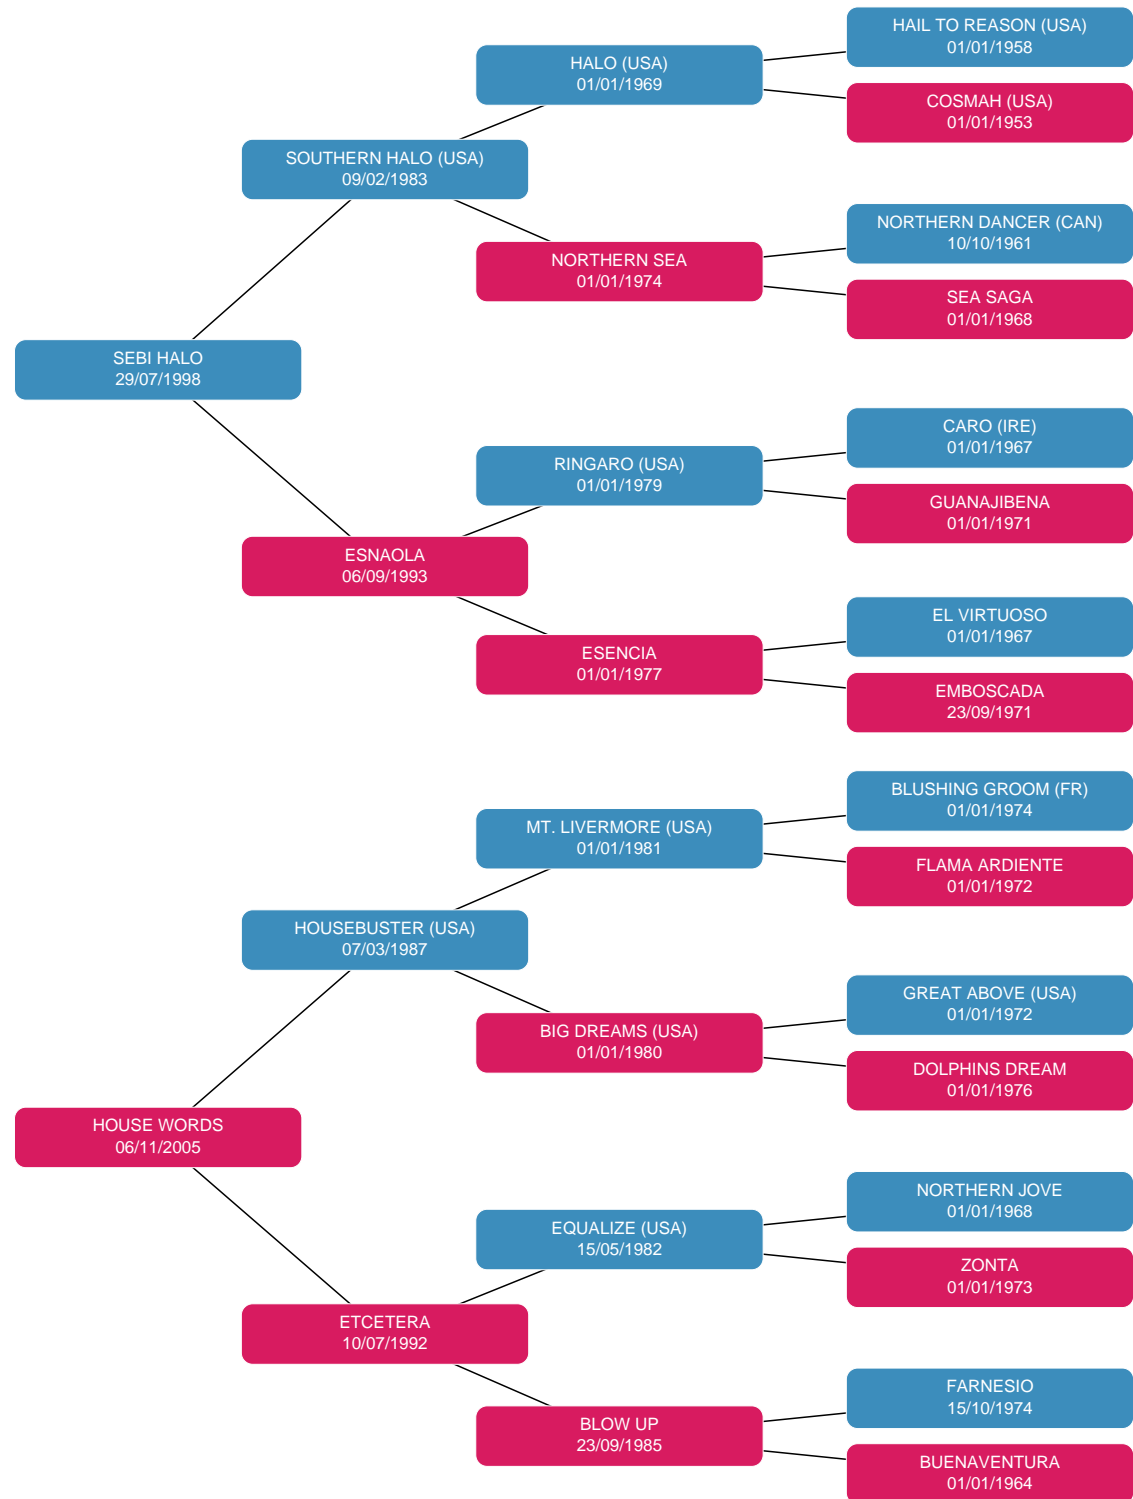 HAIL TO REASON (USA)
01/01/1958
HALO (USA)
01/01/1969
COSMAH (USA)
01/01/1953
SOUTHERN HALO (USA)
09/02/1983
NORTHERN DANCER (CAN)
10/10/1961
NORTHERN SEA
01/01/1974
SEA SAGA
01/01/1968
SEBI HALO
29/07/1998
CARO (IRE)
01/01/1967
RINGARO (USA)
01/01/1979
GUANAJIBENA
01/01/1971
ESNAOLA
06/09/1993
EL VIRTUOSO
01/01/1967
ESENCIA
01/01/1977
EMBOSCADA
23/09/1971
BLUSHING GROOM (FR)
01/01/1974
MT. LIVERMORE (USA)
01/01/1981
FLAMA ARDIENTE
01/01/1972
HOUSEBUSTER (USA)
07/03/1987
GREAT ABOVE (USA)
01/01/1972
BIG DREAMS (USA)
01/01/1980
DOLPHINS DREAM
01/01/1976
HOUSE WORDS
06/11/2005
NORTHERN JOVE
01/01/1968
EQUALIZE (USA)
15/05/1982
ZONTA
01/01/1973
ETCETERA
10/07/1992
FARNESIO
15/10/1974
BLOW UP
23/09/1985
BUENAVENTURA
01/01/1964